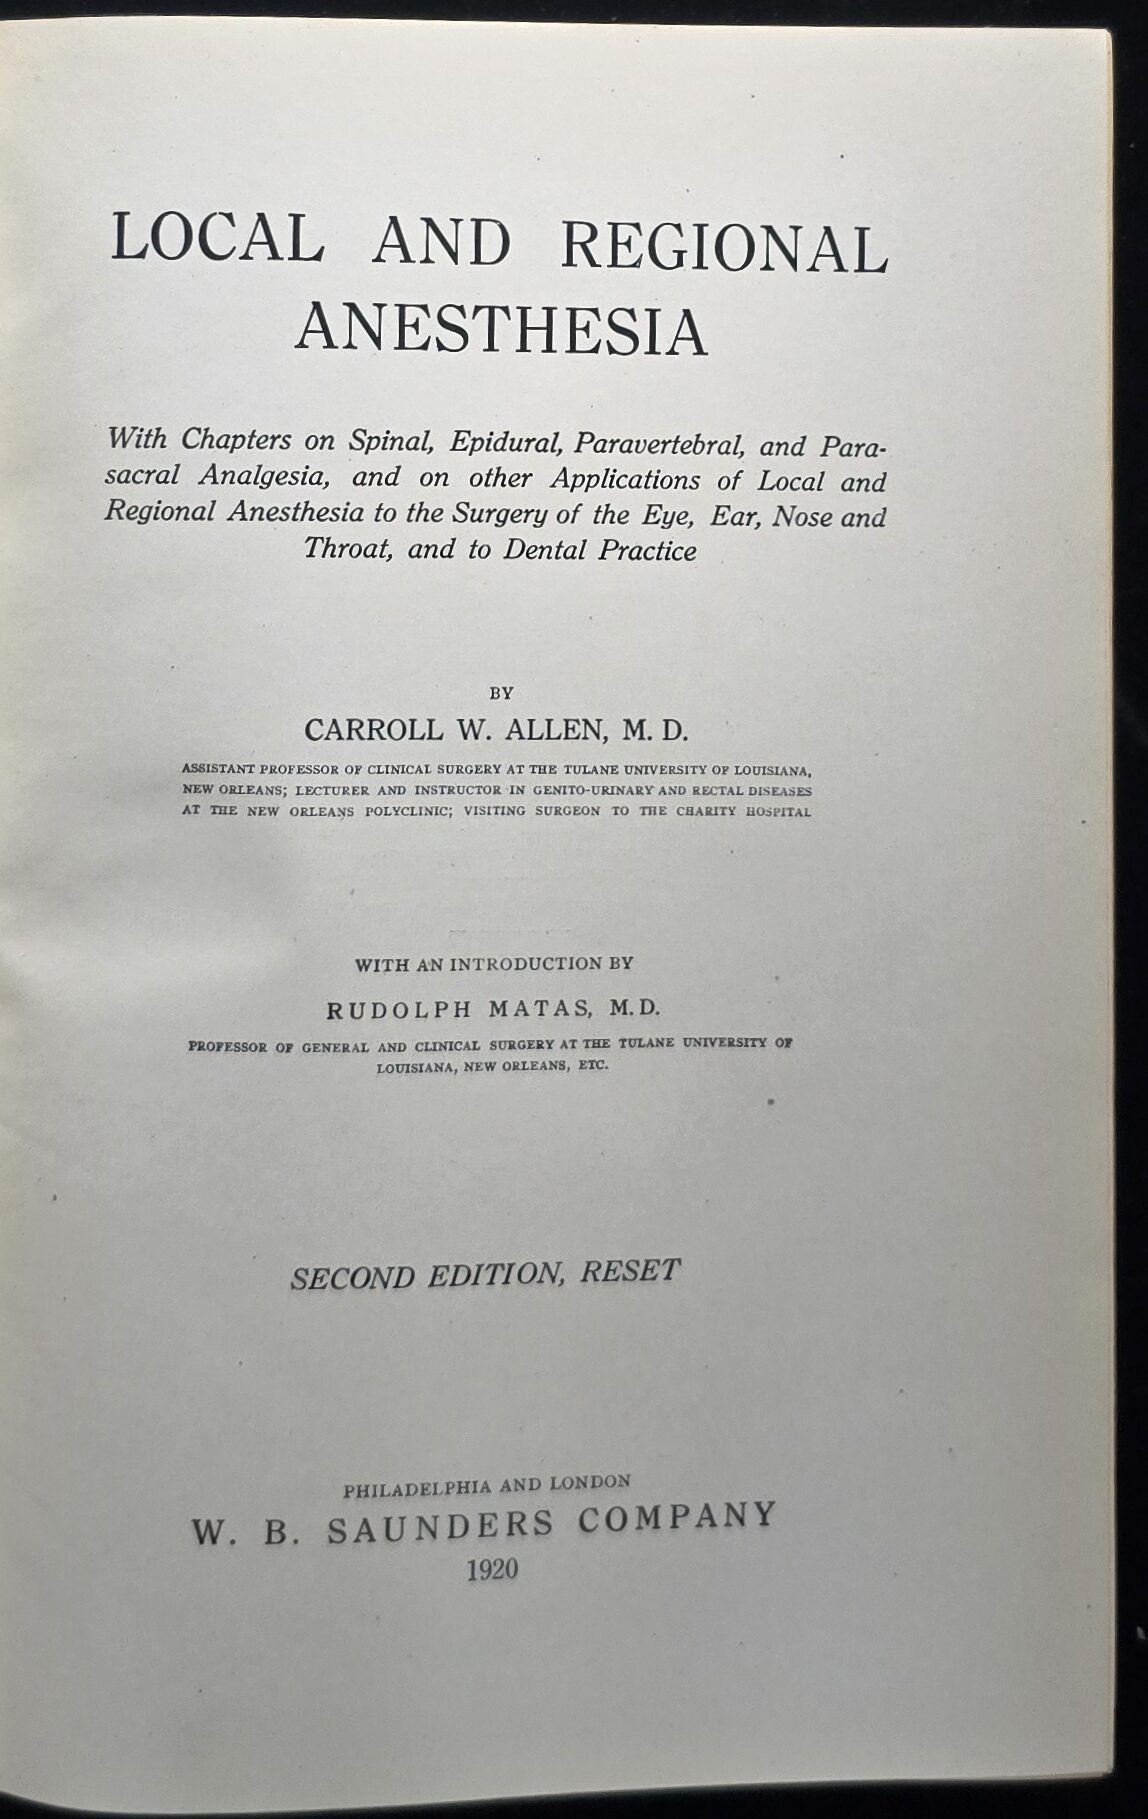 LOCAL AND REGIONAL
ANESTHESIA
With Chapters on Spinal, Epidural, Paravertebral, and Para-
sacral Analgesia, and on other Applications of Local and
Regional Anesthesia to the Surgery of the Eye, Ear, Nose and
Throat, and to Dental Practice
BY
CARROLL W. ALLEN, M. D.
ASSISTANT PROFESSOR OF CLINICAL SURGERY AT THE TULANE UNIVERSITY OF LOUISIANA,
NEW ORLEANS; LECTURER AND INSTRUCTOR IN GENITO-URINARY AND RECTAL DISEASES
AT THE NEW ORLEANS POLYCLINIC; VISITING SURGEON TO THE CHARITY HOSPITAL
WITH AN INTRODUCTION BY
RUDOLPH MATAS, M.D.
PROFESSOR OF GENERAL AND CLINICAL SURGERY AT THE TULANE UNIVERSITY OF
LOUISIANA, NEW ORLEANS, ETC.
SECOND EDITION, RESET
PHILADELPHIA AND LONDON
W. B. SAUNDERS COMPANY
1920